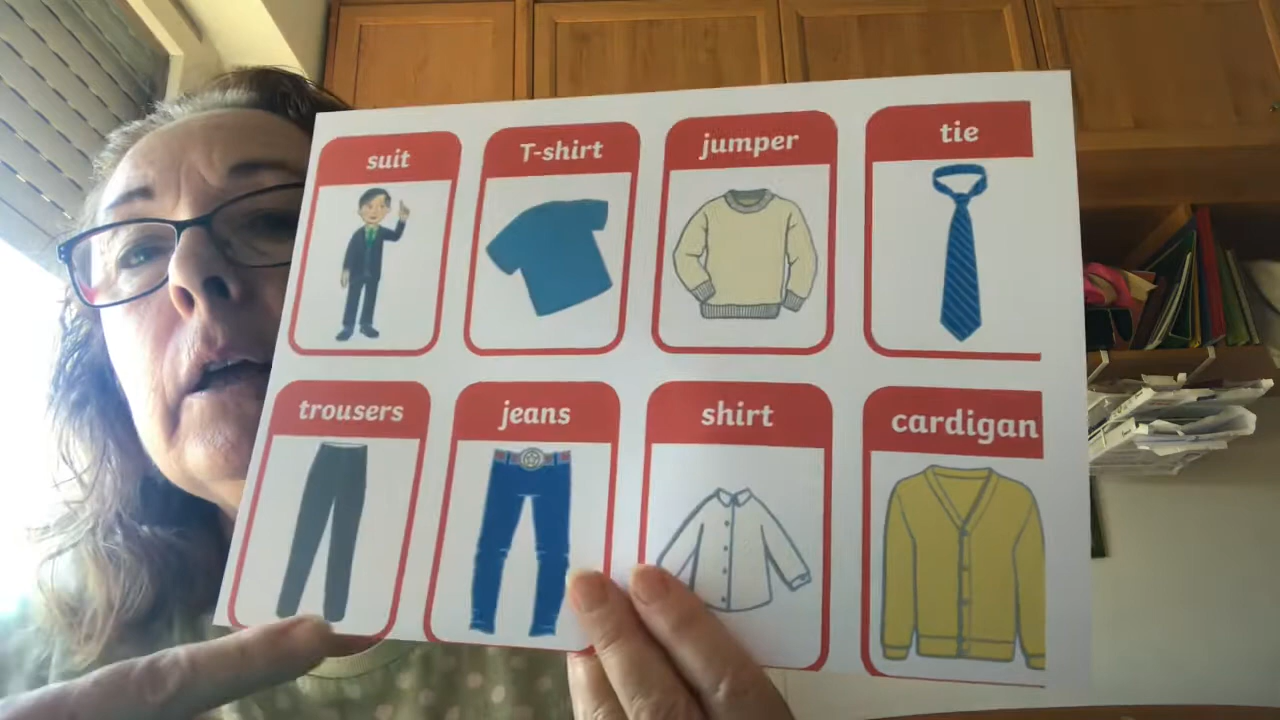 suit
T-shirt
jumper
tie
trousers
jeans
shirt
cardigan